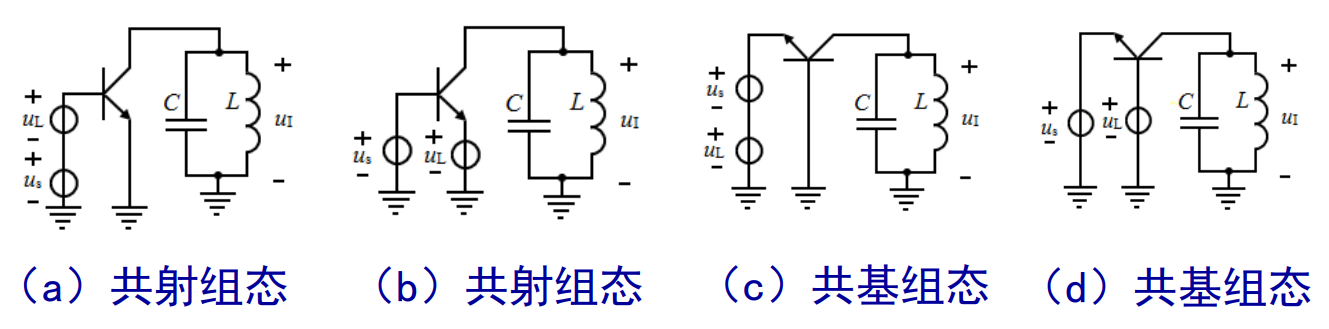 + uL − + us − C L + uI −
+ us − + uL − C L + uI −
+ us − + uL − C L + uI −
+ us − + uL − C L + uI −
（a）共射组态 （b）共射组态 （c）共基组态 （d）共基组态